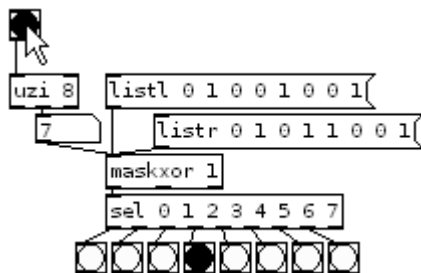 uzi 8
listl 0 1 0 0 1 0 0 1
7
listr 0 1 0 1 1 0 0 1
maskxor 1
sel 0 1 2 3 4 5 6 7